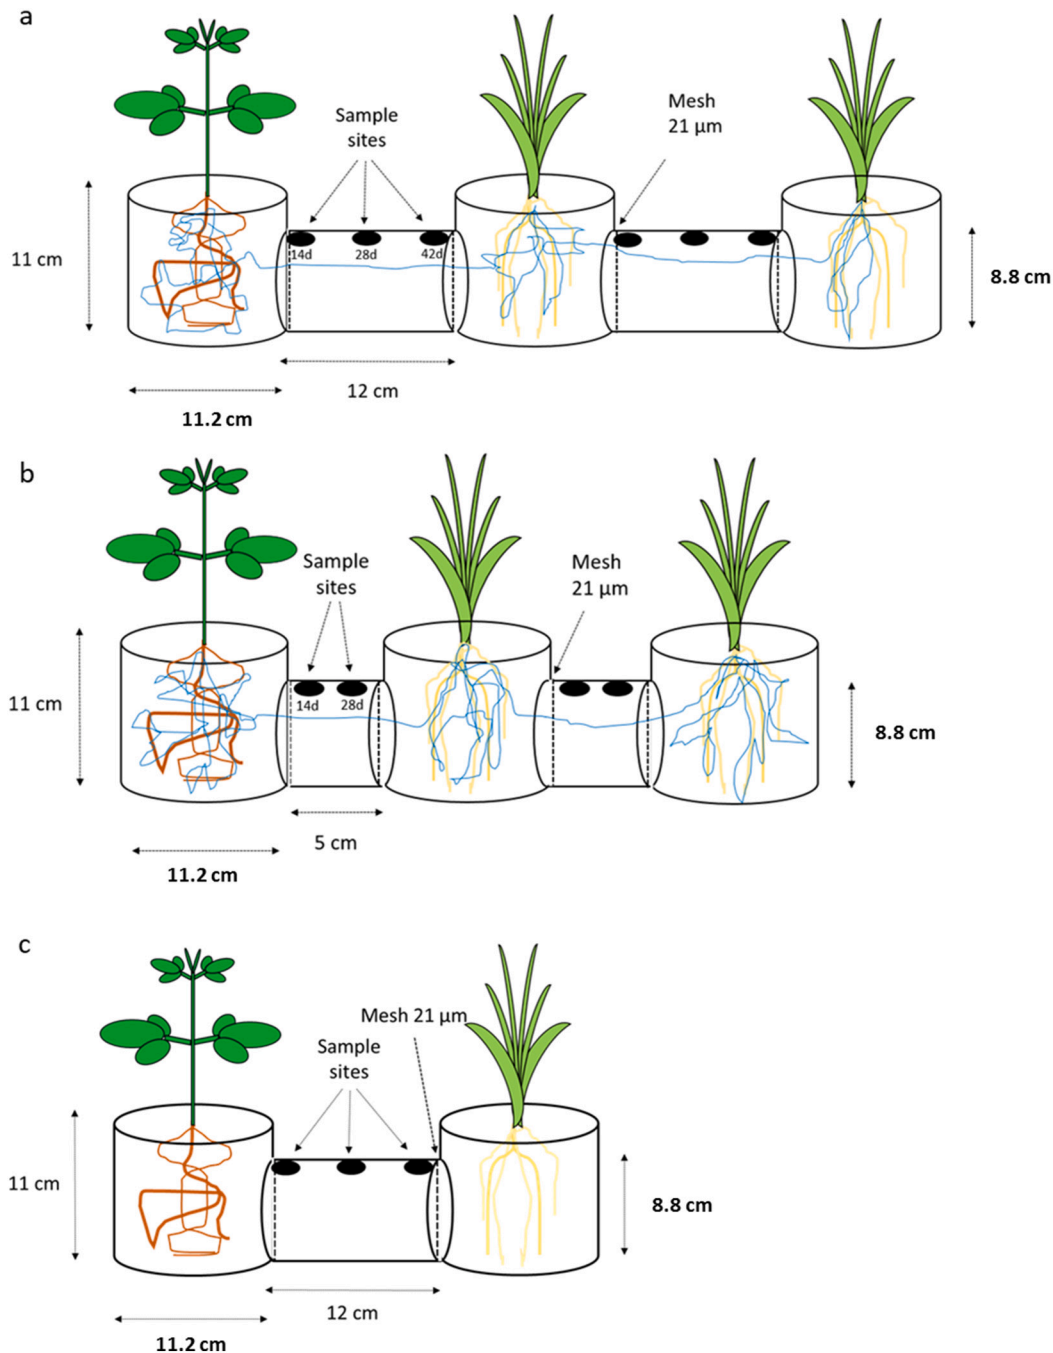 a
Sample
sites
Mesh
21 μm
14d
28d
42d
11 cm
8.8 cm
12 cm
11.2 cm
b
Sample
sites
Mesh
21 μm
14d
28d
11 cm
8.8 cm
5 cm
11.2 cm
c
Mesh 21 μm
Sample
sites
11 cm
8.8 cm
12 cm
11.2 cm